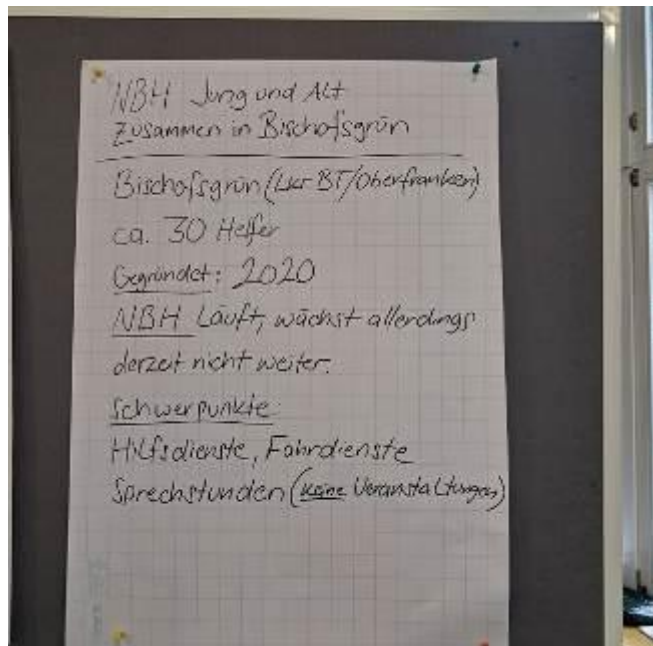 NBH Jung und Alt
Zusammen in Bischofsgrün
Bischofsgrün (Lkr BT/Oberfranken)
ca. 30 Helfer
Gegründet: 2020
NBH Läuft, wächst allerdings
derzeit nicht weiter.
Schwerpunkte
Hilfsdienste, Fahrdienste
Sprechstunden (keine Veranstaltungen)